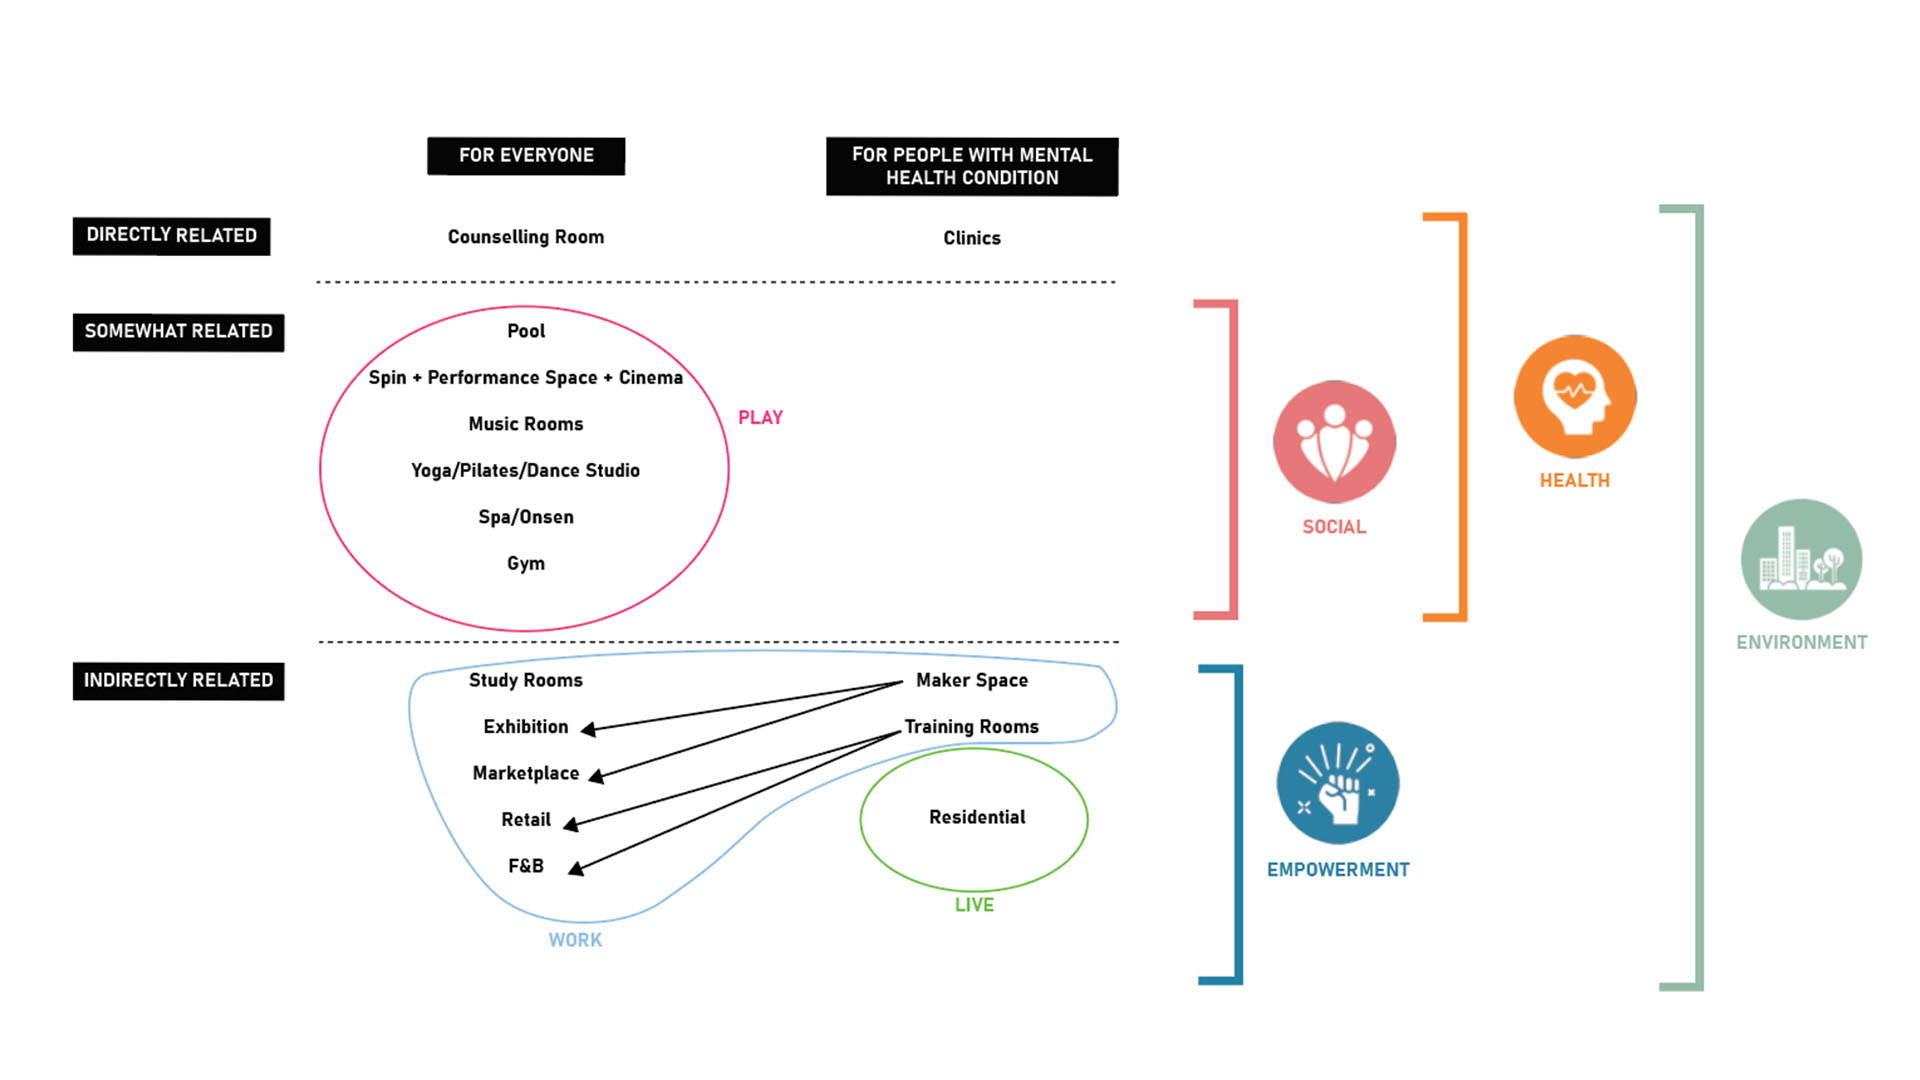 FOR EVERYONE
FOR PEOPLE WITH MENTAL
HEALTH CONDITION
DIRECTLY RELATED
Counselling Room
Clinics
SOMEWHAT RELATED
Pool
Spin + Performance Space + Cinema
Music Rooms
Yoga/Pilates/Dance Studio
Spa/Onsen
Gym
PLAY
INDIRECTLY RELATED
Study Rooms
Exhibition
Marketplace
Retail
F&B
WORK
Maker Space
Training Rooms
Residential
LIVE
SOCIAL
EMPOWERMENT
HEALTH
ENVIRONMENT